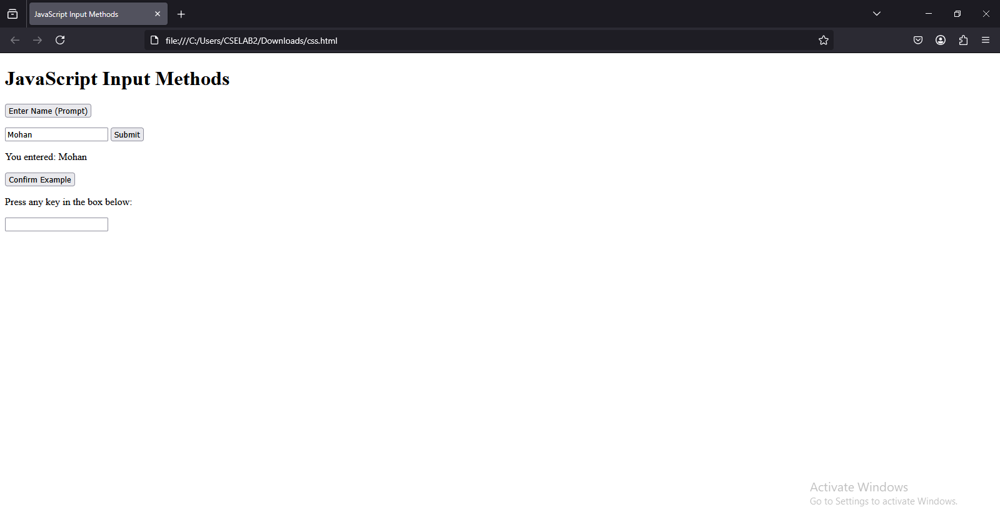 JavaScript Input Methods
file:///C:/Users/CSELAB2/Downloads/css.html
JavaScript Input Methods
Enter Name (Prompt)
Mohan Submit
You entered: Mohan
Confirm Example
Press any key in the box below:
Activate Windows
Go to Settings to activate Windows.